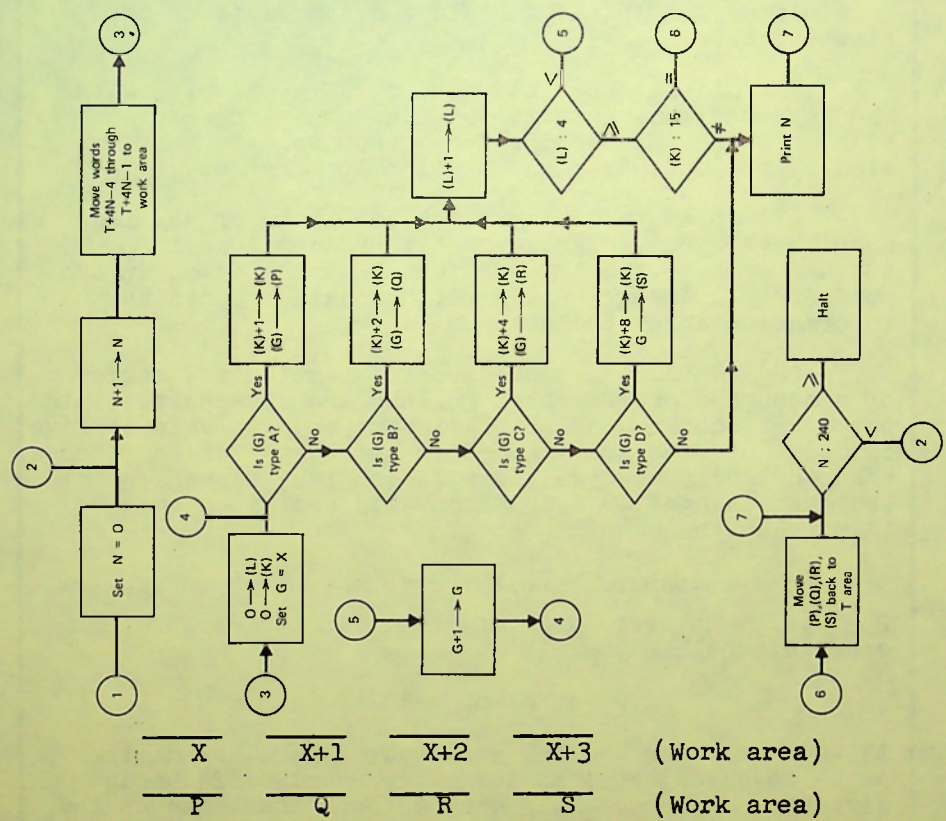 1
Set N = O
2
N+1 → N
Move words
T+4N−4 through
T+4N−1 to
work area
3
3
O → (L)
O → (K)
Set G = X
4
Is (G)
type A?
Yes
No
(K)+1 → (K)
(G) → (P)
Is (G)
type B?
Yes
No
(K)+2 → (K)
(G) → (Q)
Is (G)
type C?
Yes
No
(K)+4 → (K)
(G) → (R)
Is (G)
type D?
Yes
No
(K)+8 → (K)
G → (S)
(L)+1 → (L)
(L) : 4
<
5
≥
(K) : 15
=
6
≠
Print N
7
5
G+1 → G
4
6
Move
(P),(Q),(R),
(S) back to
T area
7
N : 240
≥
Halt
<
2
X X+1 X+2 X+3 (Work area)
P Q R S (Work area)